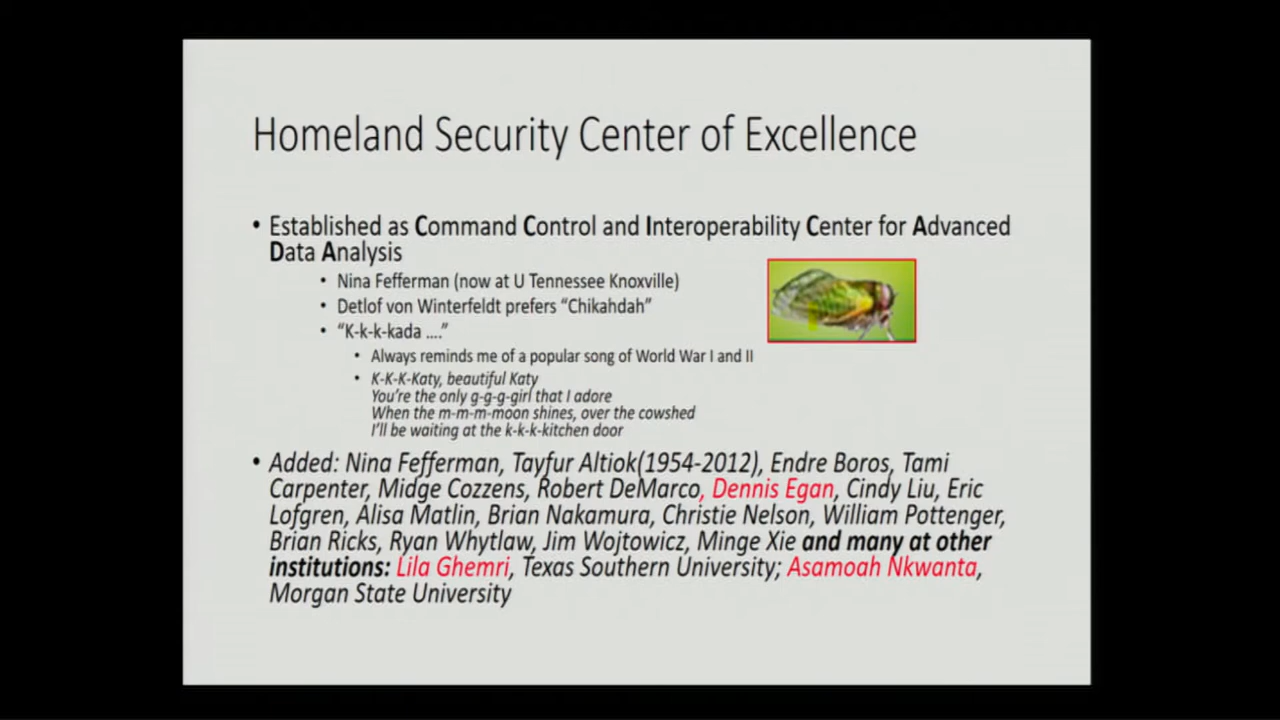 Homeland Security Center of Excellence
• Established as Command Control and Interoperability Center for Advanced
Data Analysis
• Nina Fefferman (now at U Tennessee Knoxville)
• Detlof von Winterfeldt prefers “Chikahdah”
• “K-k-k-kada ….”
• Always reminds me of a popular song of World War I and II
• K-K-K-Katy, beautiful Katy
You’re the only g-g-g-girl that I adore
When the m-m-m-moon shines, over the cowshed
I’ll be waiting at the k-k-k-kitchen door
• Added: Nina Fefferman, Tayfur Altiok(1954-2012), Endre Boros, Tami
Carpenter, Midge Cozzens, Robert DeMarco, Dennis Egan, Cindy Liu, Eric
Lofgren, Alisa Matlin, Brian Nakamura, Christie Nelson, William Pottenger,
Brian Ricks, Ryan Whytlaw, Jim Wojtowicz, Minge Xie and many at other
institutions: Lila Ghemri, Texas Southern University; Asamoah Nkwanta,
Morgan State University